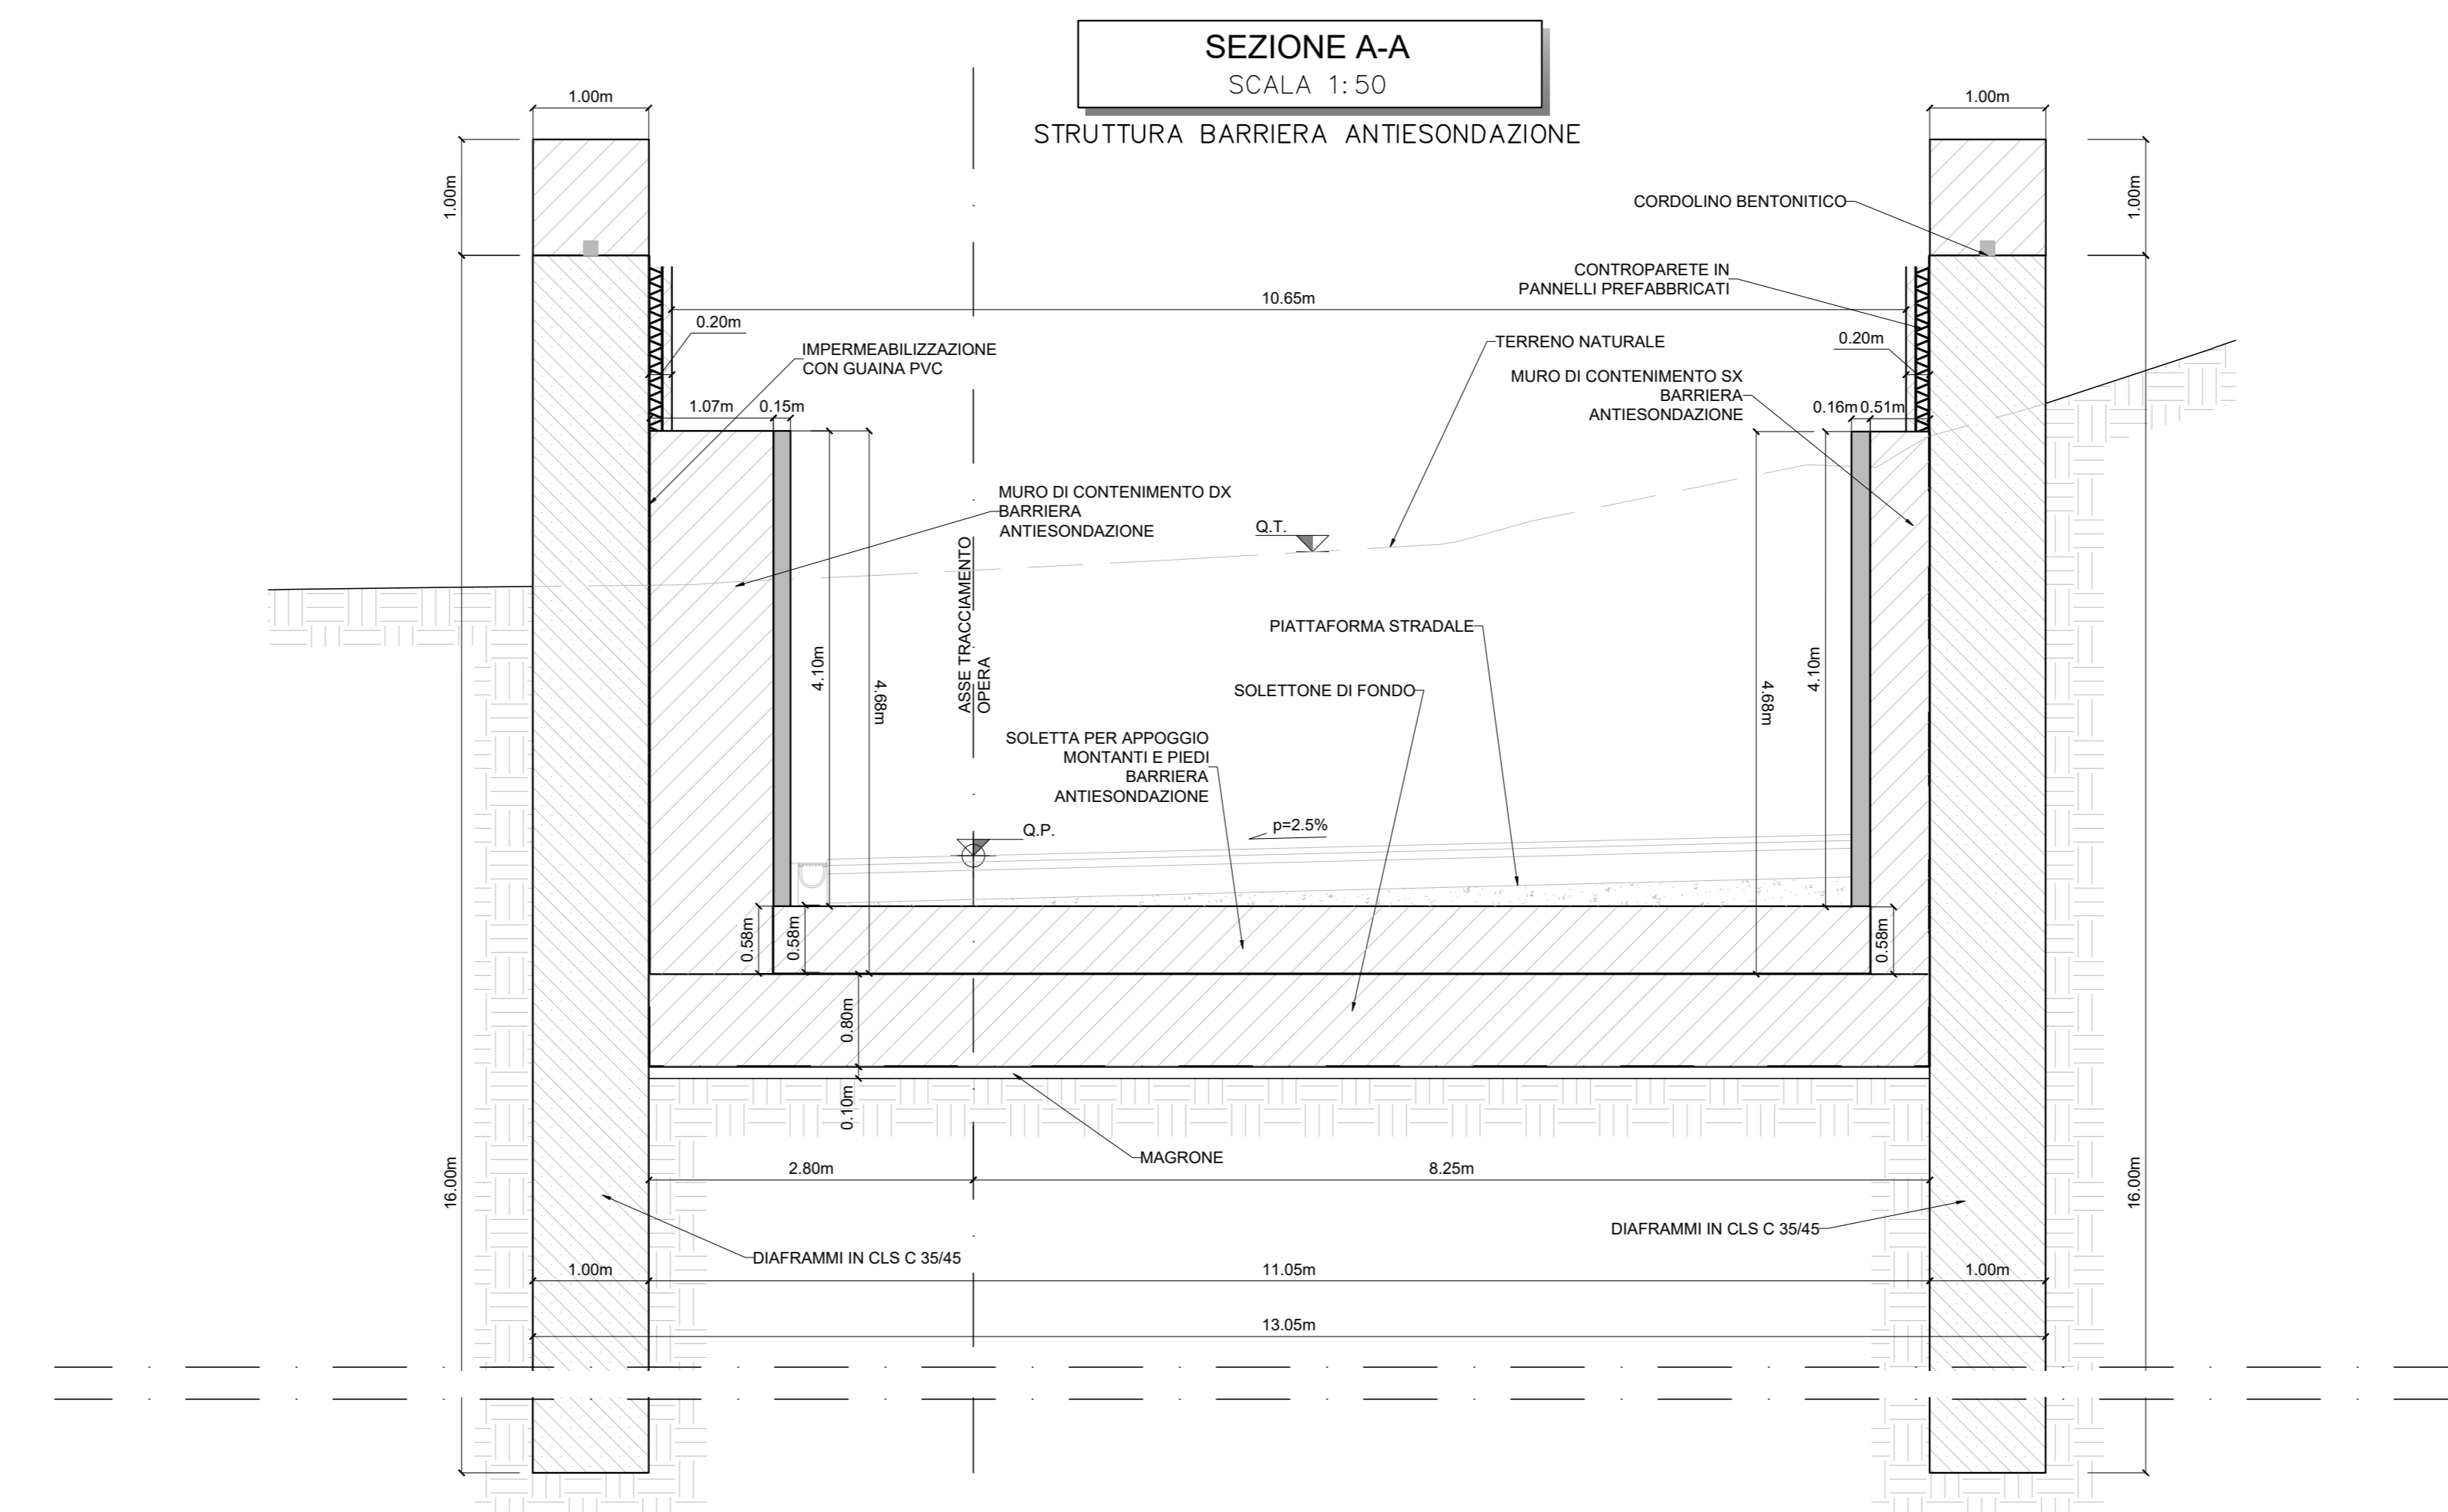 SEZIONE A-A
SCALA 1:50
STRUTTURA BARRIERA ANTIESONDAZIONE
1.00m
1.00m
1.00m
1.00m
CORDOLINO BENTONITICO
CONTROPARETE IN
PANNELLI PREFABBRICATI
10.65m
0.20m
0.20m
IMPERMEABILIZZAZIONE
CON GUAINA PVC
TERRENO NATURALE
MURO DI CONTENIMENTO SX
BARRIERA
ANTIESONDAZIONE
1.07m
0.15m
0.16m
0.51m
MURO DI CONTENIMENTO DX
BARRIERA
ANTIESONDAZIONE
Q.T.
ASSE TRACCIAMENTO
OPERA
PIATTAFORMA STRADALE
4.10m
4.68m
4.68m
4.10m
SOLETTONE DI FONDO
SOLETTA PER APPOGGIO
MONTANTI E PIEDI
BARRIERA
ANTIESONDAZIONE
Q.P.
p=2.5%
0.58m
0.58m
0.58m
0.80m
0.10m
MAGRONE
2.80m
8.25m
16.00m
16.00m
DIAFRAMMI IN CLS C 35/45
DIAFRAMMI IN CLS C 35/45
1.00m
11.05m
1.00m
13.05m